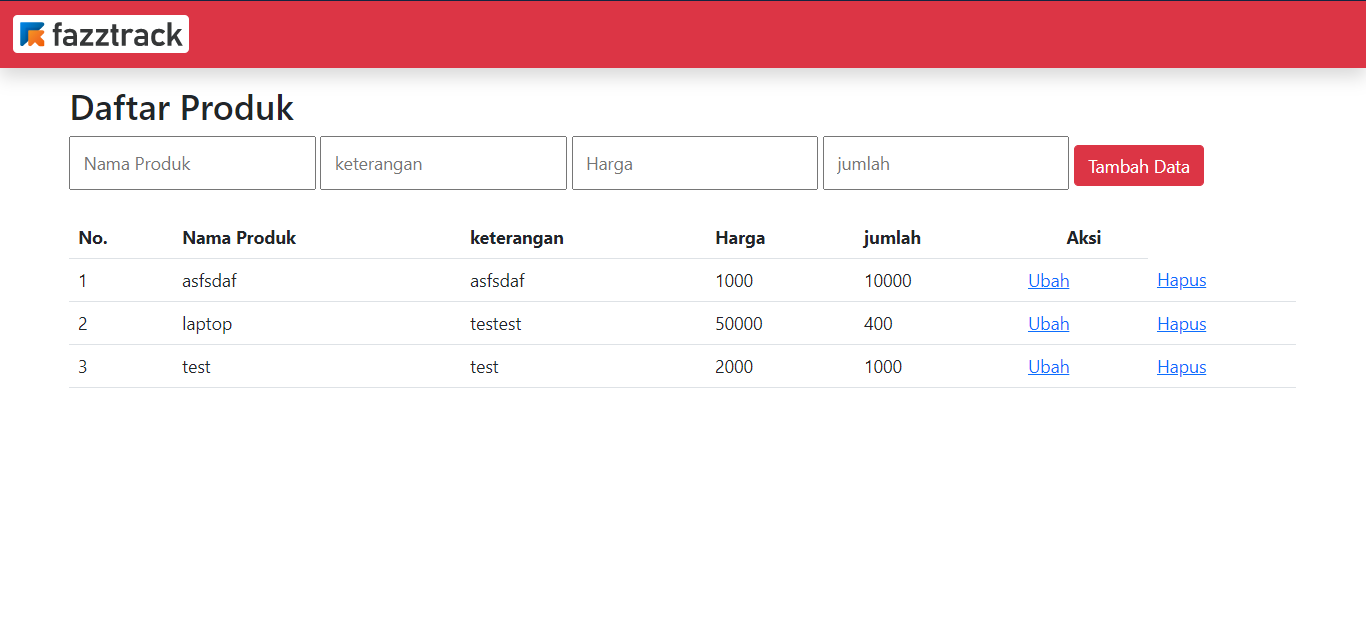 fazztrack
Daftar Produk
Nama Produk keterangan Harga jumlah Tambah Data
No. Nama Produk keterangan Harga jumlah Aksi
1 asfsdaf asfsdaf 1000 10000 Ubah Hapus
2 laptop testest 50000 400 Ubah Hapus
3 test test 2000 1000 Ubah Hapus